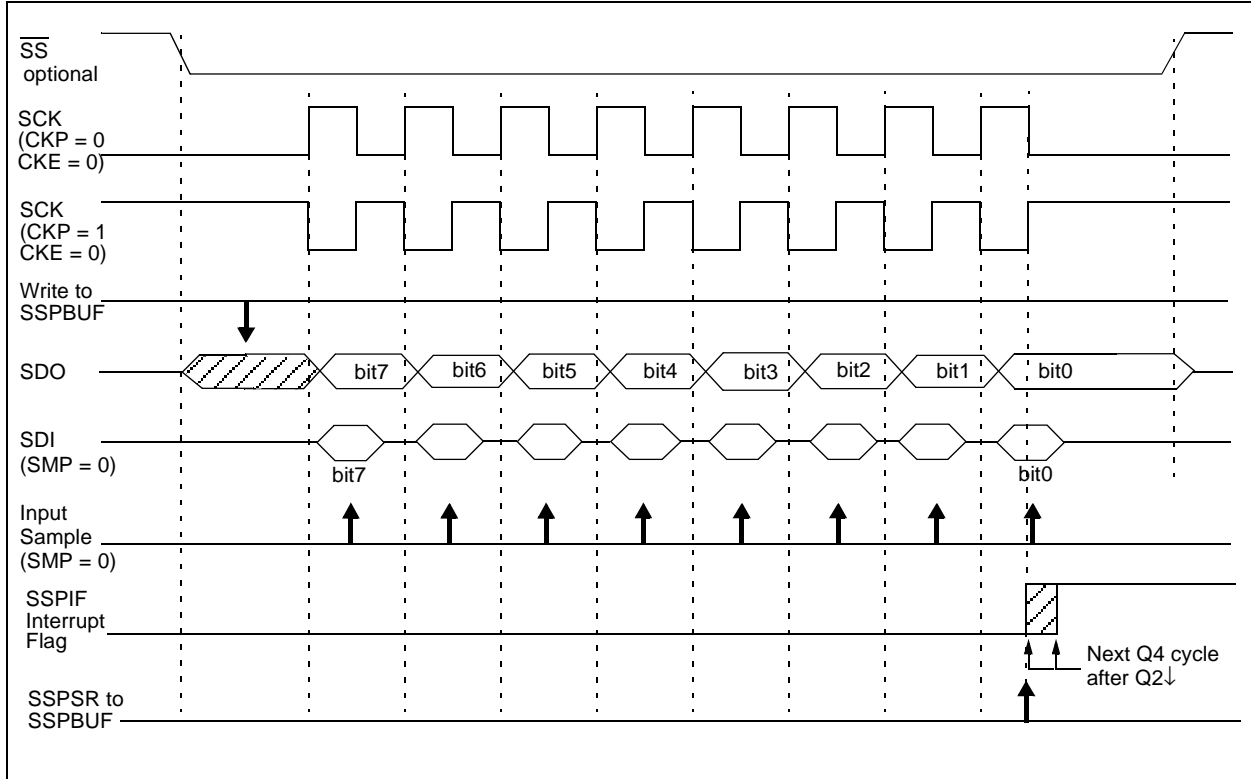 SS
optional
SCK
(CKP = 0
CKE = 0)
SCK
(CKP = 1
CKE = 0)
Write to
SSPBUF
SDO
bit7 bit6 bit5 bit4 bit3 bit2 bit1 bit0
SDI
(SMP = 0)
bit7 bit0
Input
Sample
(SMP = 0)
SSPIF
Interrupt
Flag
Next Q4 cycle
after Q2↓
SSPSR to
SSPBUF